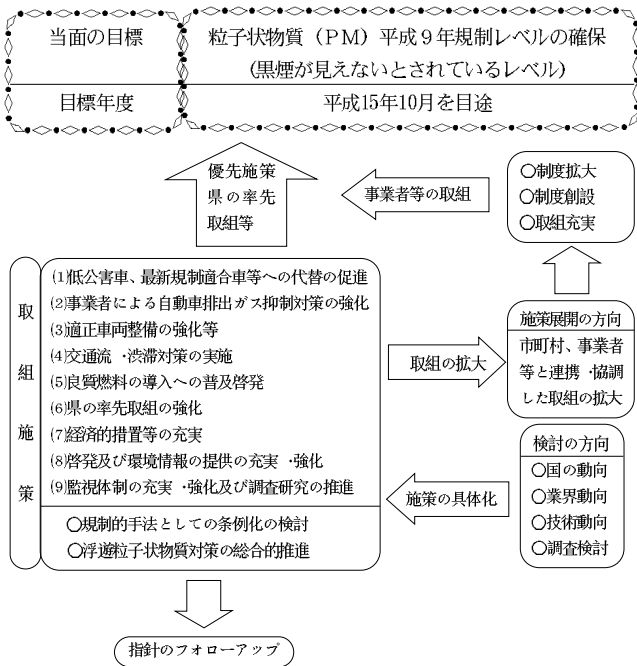 当面の目標
粒子状物質（PM）平成９年規制レベルの確保
(黒煙が見えないとされているレベル)
目標年度
平成15年10月を目途
優先施策
県の率先
取組等
事業者等の取組
○制度拡大
○制度創設
○取組充実
取組施策
⑴低公害車、最新規制適合車等への代替の促進
⑵事業者による自動車排出ガス抑制対策の強化
⑶適正車両整備の強化等
⑷交通流・渋滞対策の実施
⑸良質燃料の導入への普及啓発
⑹県の率先取組の強化
⑺経済的措置等の充実
⑻啓発及び環境情報の提供の充実・強化
⑼監視体制の充実・強化及び調査研究の推進
○規制的手法としての条例化の検討
○浮遊粒子状物質対策の総合的推進
取組の拡大
施策展開の方向
市町村、事業者
等と連携・協調
した取組の拡大
施策の具体化
検討の方向
○国の動向
○業界動向
○技術動向
○調査検討
指針のフォローアップ